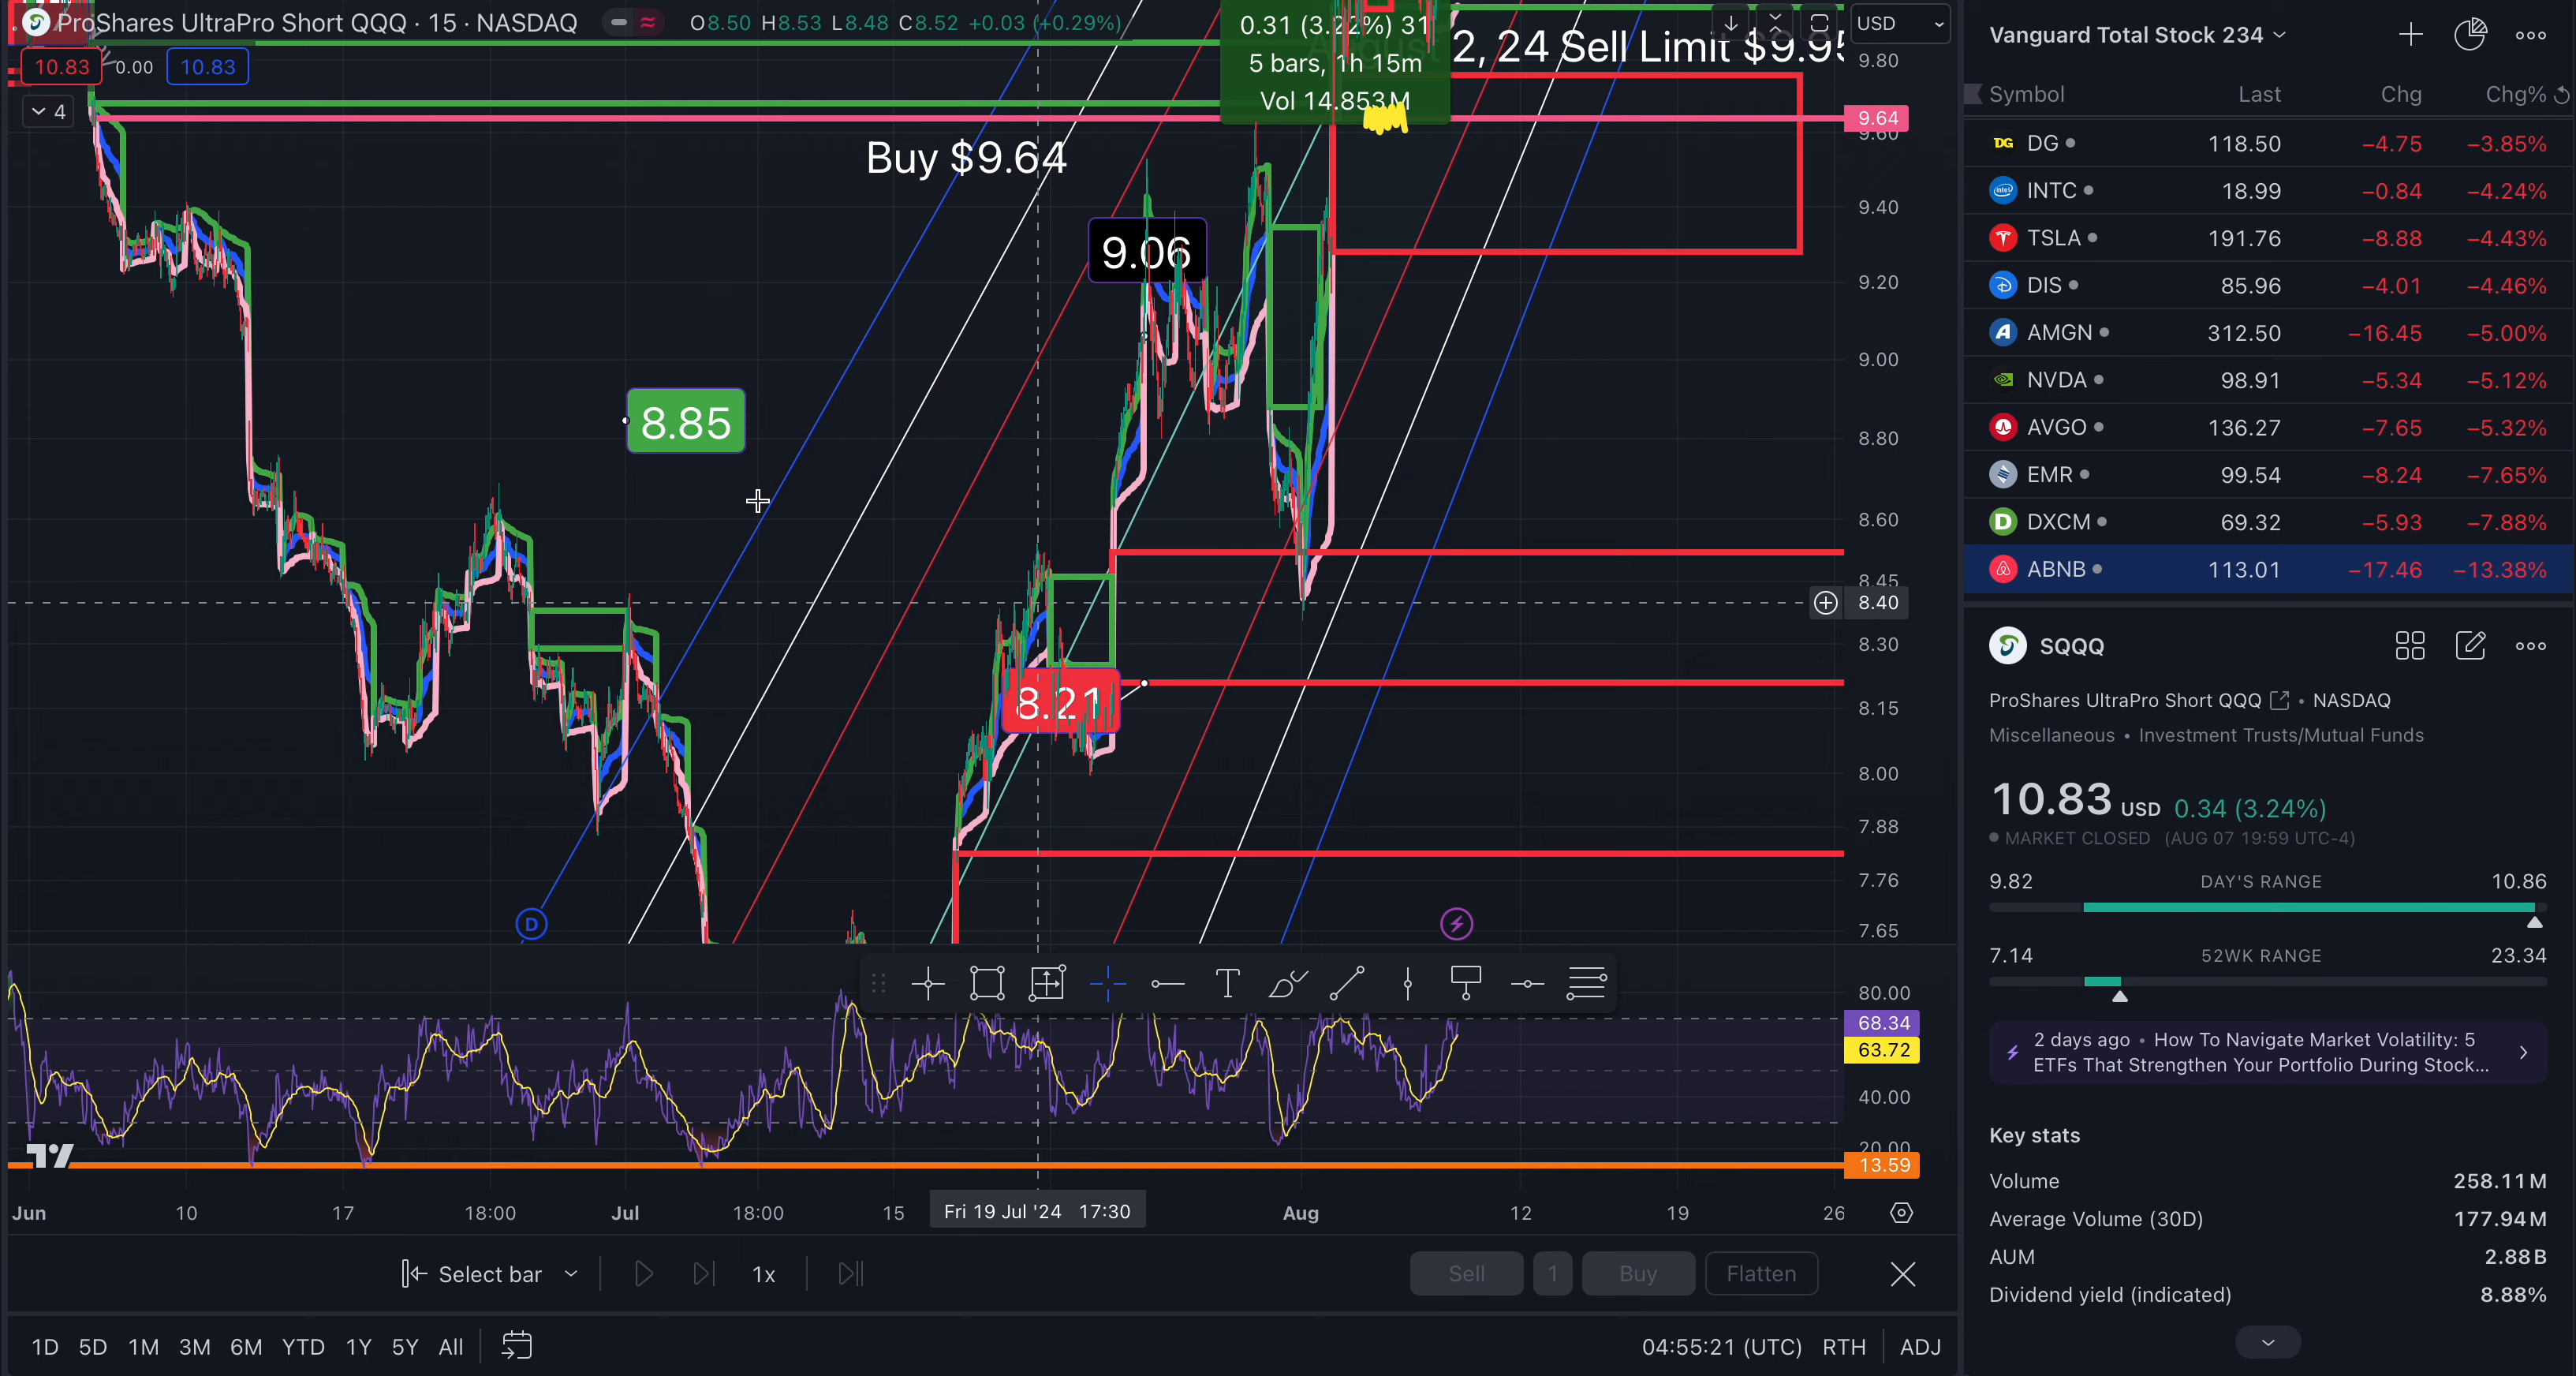 ProShares UltraPro Short QQQ · 15 · NASDAQ
O8.50 H8.53 L8.48 C8.52 +0.03 (+0.29%)
10.83 0.00 10.83
4
0.31 (3.22%) 31
5 bars, 1h 15m
Vol 14.853M
2, 24 Sell Limit $9.95
Buy $9.64
9.06
8.85
8.21
D
USD
9.80
9.64
9.60
9.40
9.20
9.00
8.80
8.60
8.45
8.40
8.30
8.15
8.00
7.88
7.76
7.65
80.00
68.34
63.72
40.00
20.00
13.59
Jun 10 17 18:00 Jul 18:00 15 Fri 19 Jul '24 17:30 Aug 12 19 26
Select bar 1x Sell 1 Buy Flatten
1D 5D 1M 3M 6M YTD 1Y 5Y All 04:55:21 (UTC) RTH ADJ
Vanguard Total Stock 234
Symbol Last Chg Chg%
DG 118.50 −4.75 −3.85%
INTC 18.99 −0.84 −4.24%
TSLA 191.76 −8.88 −4.43%
DIS 85.96 −4.01 −4.46%
AMGN 312.50 −16.45 −5.00%
NVDA 98.91 −5.34 −5.12%
AVGO 136.27 −7.65 −5.32%
EMR 99.54 −8.24 −7.65%
DXCM 69.32 −5.93 −7.88%
ABNB 113.01 −17.46 −13.38%
SQQQ
ProShares UltraPro Short QQQ • NASDAQ
Miscellaneous • Investment Trusts/Mutual Funds
10.83 USD 0.34 (3.24%)
MARKET CLOSED (AUG 07 19:59 UTC-4)
9.82 DAY'S RANGE 10.86
7.14 52WK RANGE 23.34
2 days ago • How To Navigate Market Volatility: 5
ETFs That Strengthen Your Portfolio During Stock...
Key stats
Volume 258.11M
Average Volume (30D) 177.94M
AUM 2.88B
Dividend yield (indicated) 8.88%